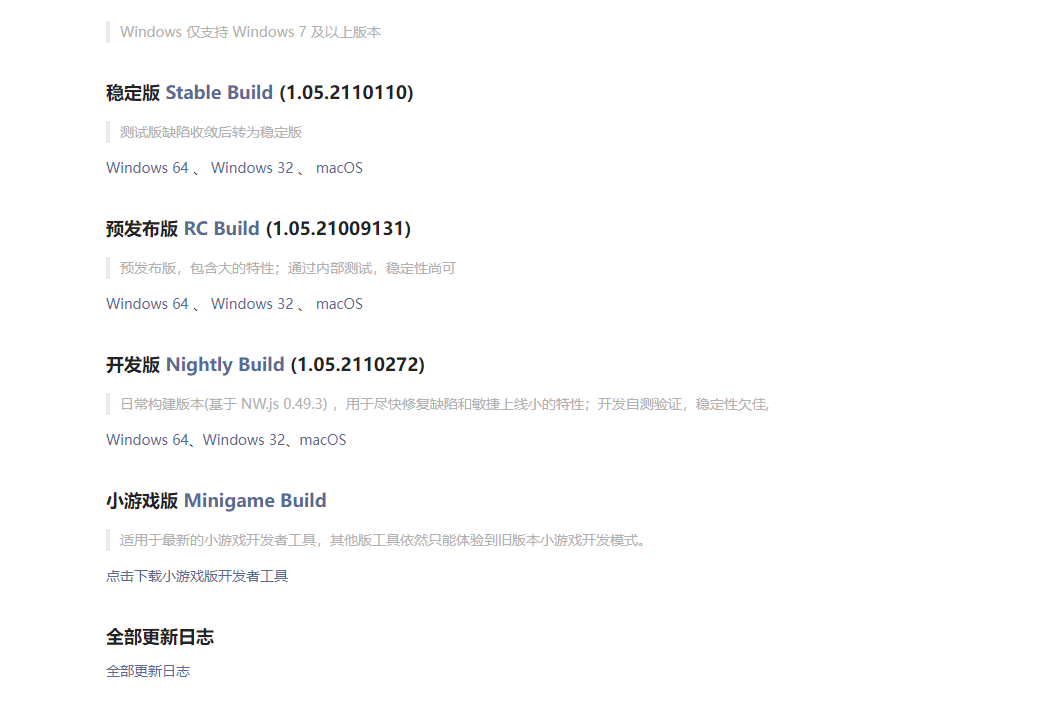 Windows 仅支持 Windows 7 及以上版本
稳定版 Stable Build (1.05.2110110)
测试版缺陷收敛后转为稳定版
Windows 64 、 Windows 32 、 macOS
预发布版 RC Build (1.05.21009131)
预发布版，包含大的特性；通过内部测试，稳定性尚可
Windows 64 、 Windows 32 、 macOS
开发版 Nightly Build (1.05.2110272)
日常构建版本(基于 NW.js 0.49.3) ，用于尽快修复缺陷和敏捷上线小的特性；开发自测验证，稳定性欠佳,
Windows 64、Windows 32、macOS
小游戏版 Minigame Build
适用于最新的小游戏开发者工具，其他版工具依然只能体验到旧版本小游戏开发模式。
点击下载小游戏版开发者工具
全部更新日志
全部更新日志